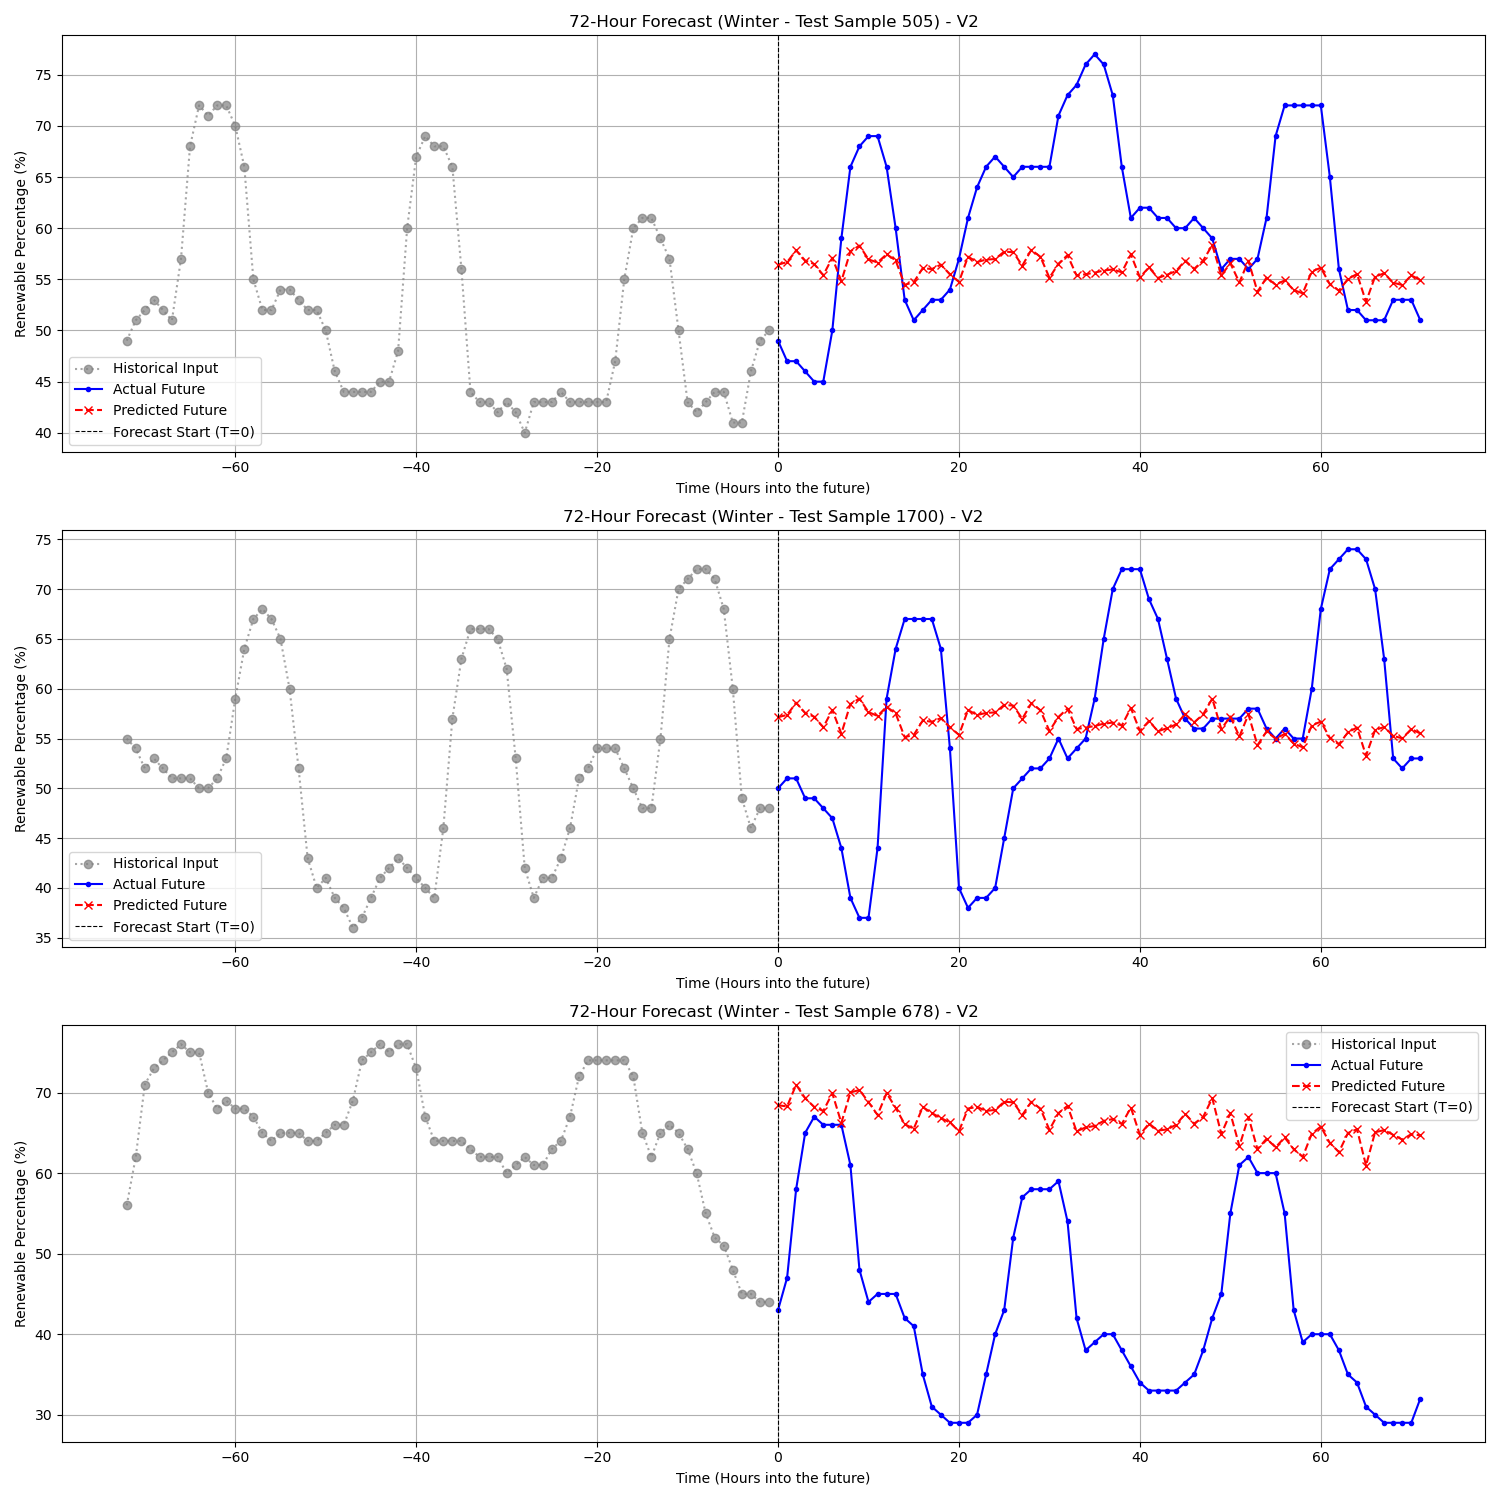 72-Hour Forecast (Winter - Test Sample 505) - V2
Renewable Percentage (%)
75
70
65
60
55
50
45
40
Historical Input
Actual Future
Predicted Future
Forecast Start (T=0)
−60
−40
−20
0
20
40
60
Time (Hours into the future)
72-Hour Forecast (Winter - Test Sample 1700) - V2
Renewable Percentage (%)
75
70
65
60
55
50
45
40
35
Historical Input
Actual Future
Predicted Future
Forecast Start (T=0)
−60
−40
−20
0
20
40
60
Time (Hours into the future)
72-Hour Forecast (Winter - Test Sample 678) - V2
Renewable Percentage (%)
70
60
50
40
30
Historical Input
Actual Future
Predicted Future
Forecast Start (T=0)
−60
−40
−20
0
20
40
60
Time (Hours into the future)